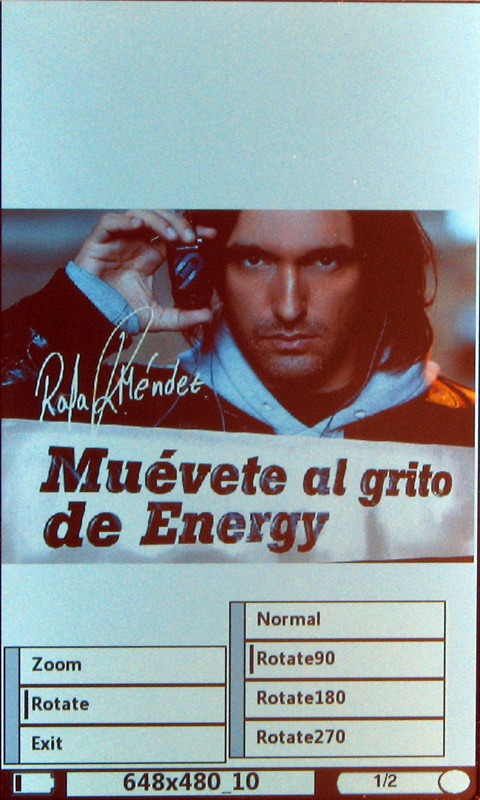 Rafa Méndez
Muévete al grito
de Energy
Normal
Rotate90
Rotate180
Rotate270
Zoom
Rotate
Exit
648x480_10
1/2